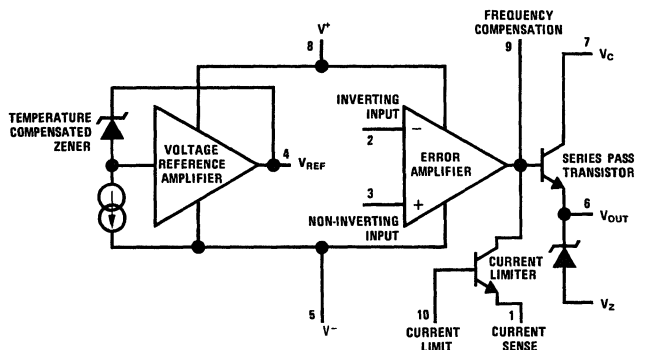 FREQUENCY
COMPENSATION
9
V+
8
7
VC
TEMPERATURE
COMPENSATED
ZENER
VOLTAGE
REFERENCE
AMPLIFIER
4
VREF
INVERTING
INPUT
2
−
ERROR
AMPLIFIER
3
+
NON-INVERTING
INPUT
SERIES PASS
TRANSISTOR
6
VOUT
CURRENT
LIMITER
VZ
5
V−
10
CURRENT
LIMIT
1
CURRENT
SENSE